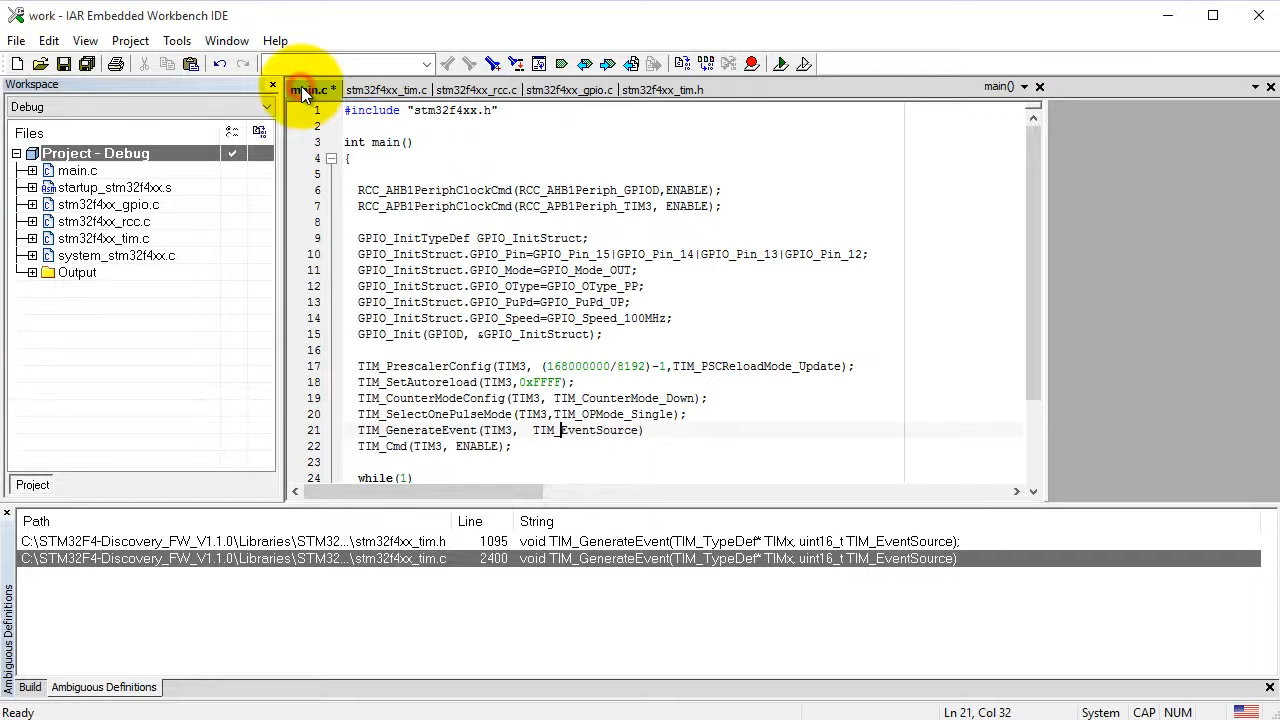 work - IAR Embedded Workbench IDE
File Edit View Project Tools Window Help
Workspace
main.c * stm32f4xx_tim.c stm32f4xx_rcc.c stm32f4xx_gpio.c stm32f4xx_tim.h main()
Debug
Files
Project - Debug
main.c
startup_stm32f4xx.s
stm32f4xx_gpio.c
stm32f4xx_rcc.c
stm32f4xx_tim.c
system_stm32f4xx.c
Output
Project
1 #include "stm32f4xx.h"
2
3 int main()
4 {
5
6 RCC_AHB1PeriphClockCmd(RCC_AHB1Periph_GPIOD,ENABLE);
7 RCC_APB1PeriphClockCmd(RCC_APB1Periph_TIM3, ENABLE);
8
9 GPIO_InitTypeDef GPIO_InitStruct;
10 GPIO_InitStruct.GPIO_Pin=GPIO_Pin_15|GPIO_Pin_14|GPIO_Pin_13|GPIO_Pin_12;
11 GPIO_InitStruct.GPIO_Mode=GPIO_Mode_OUT;
12 GPIO_InitStruct.GPIO_OType=GPIO_OType_PP;
13 GPIO_InitStruct.GPIO_PuPd=GPIO_PuPd_UP;
14 GPIO_InitStruct.GPIO_Speed=GPIO_Speed_100MHz;
15 GPIO_Init(GPIOD, &GPIO_InitStruct);
16
17 TIM_PrescalerConfig(TIM3, (168000000/8192)-1,TIM_PSCReloadMode_Update);
18 TIM_SetAutoreload(TIM3,0xFFFF);
19 TIM_CounterModeConfig(TIM3, TIM_CounterMode_Down);
20 TIM_SelectOnePulseMode(TIM3,TIM_OPMode_Single);
21 TIM_GenerateEvent(TIM3, TIM_EventSource)
22 TIM_Cmd(TIM3, ENABLE);
23
24 while(1)
Path Line String
C:\STM32F4-Discovery_FW_V1.1.0\Libraries\STM32...\stm32f4xx_tim.h 1095 void TIM_GenerateEvent(TIM_TypeDef* TIMx, uint16_t TIM_EventSource);
C:\STM32F4-Discovery_FW_V1.1.0\Libraries\STM32...\stm32f4xx_tim.c 2400 void TIM_GenerateEvent(TIM_TypeDef* TIMx, uint16_t TIM_EventSource)
Ambiguous Definitions
Build Ambiguous Definitions
Ready Ln 21, Col 32 System CAP NUM